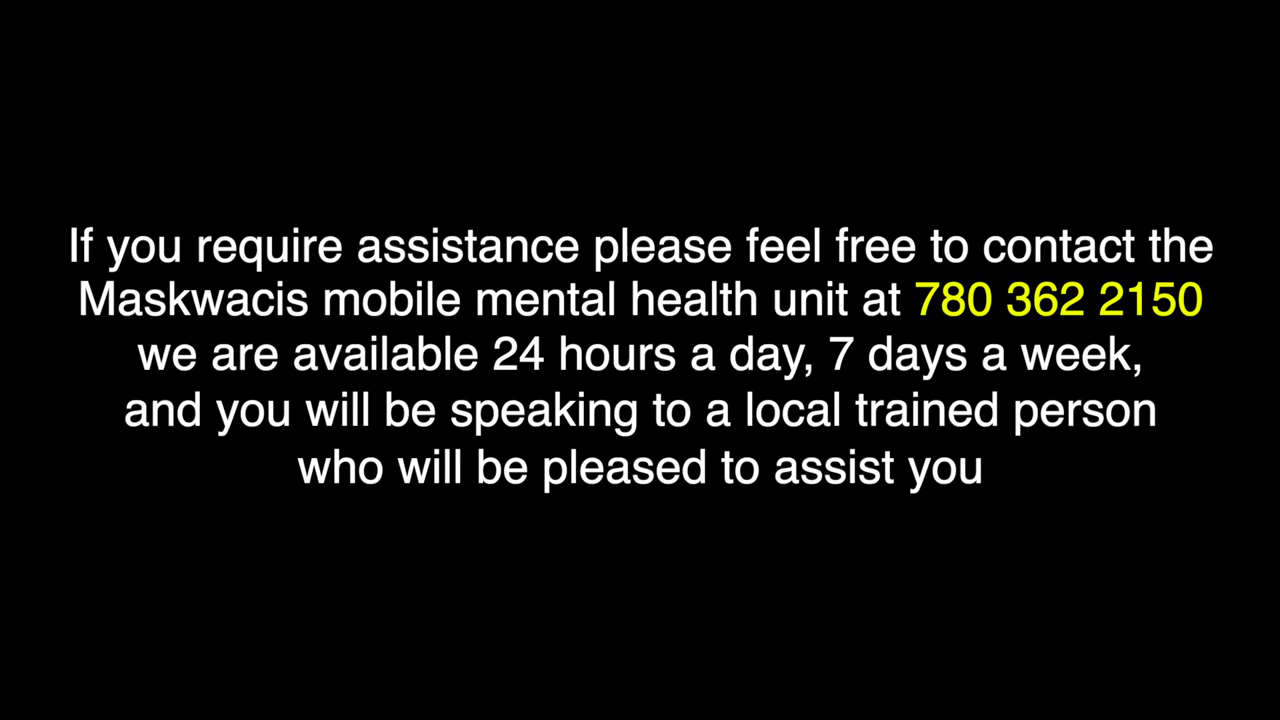 If you require assistance please feel free to contact the
Maskwacis mobile mental health unit at 780 362 2150
we are available 24 hours a day, 7 days a week,
and you will be speaking to a local trained person
who will be pleased to assist you